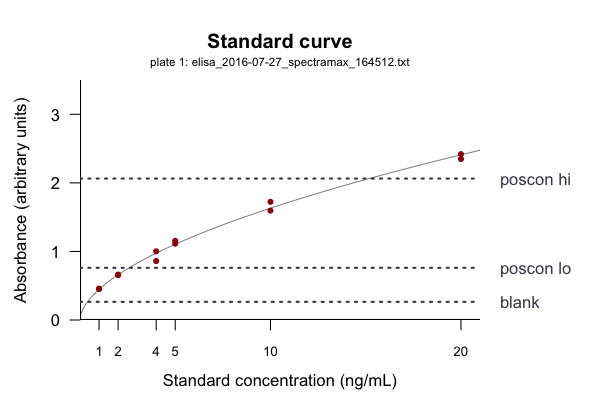 Standard curve
plate 1: elisa_2016-07-27_spectramax_164512.txt
Absorbance (arbitrary units)
3
2
1
0
poscon hi
poscon lo
blank
1 2 4 5 10 20
Standard concentration (ng/mL)